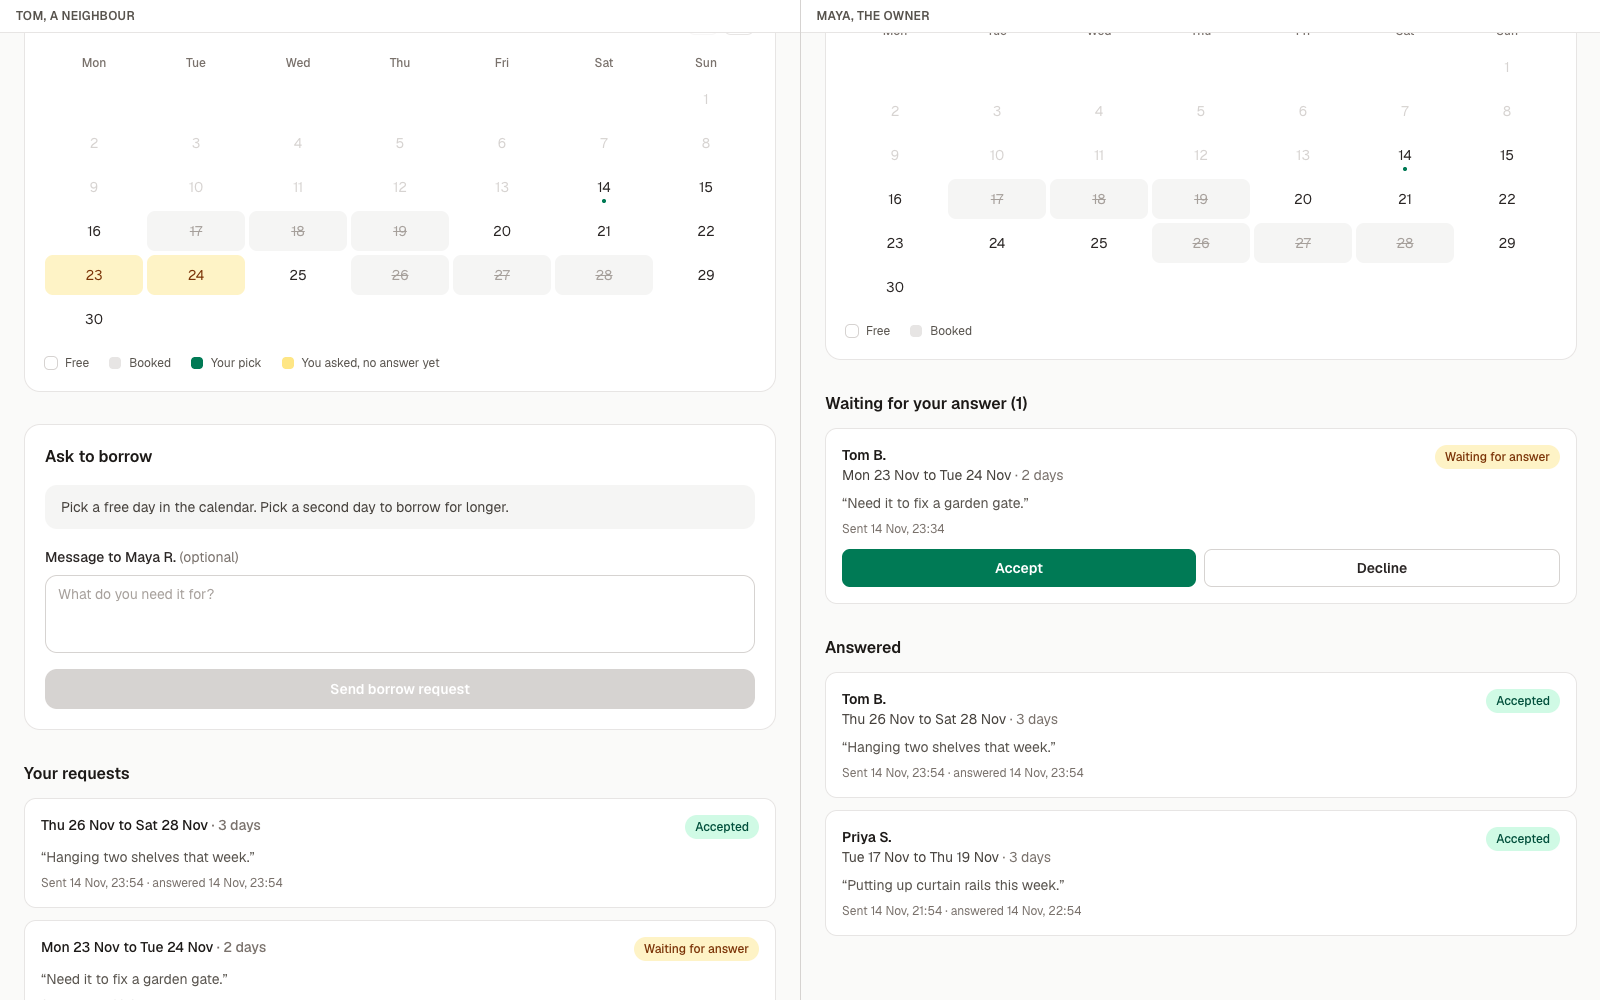 TOM, A NEIGHBOUR
Mon Tue Wed Thu Fri Sat Sun
1
2 3 4 5 6 7 8
9 10 11 12 13 14 15
16 17 18 19 20 21 22
23 24 25 26 27 28 29
30
Free Booked Your pick You asked, no answer yet
Ask to borrow
Pick a free day in the calendar. Pick a second day to borrow for longer.
Message to Maya R. (optional)
What do you need it for?
Send borrow request
Your requests
Thu 26 Nov to Sat 28 Nov · 3 days
Accepted
“Hanging two shelves that week.”
Sent 14 Nov, 23:54 · answered 14 Nov, 23:54
Mon 23 Nov to Tue 24 Nov · 2 days
Waiting for answer
“Need it to fix a garden gate.”
MAYA, THE OWNER
Mon Tue Wed Thu Fri Sat Sun
1
2 3 4 5 6 7 8
9 10 11 12 13 14 15
16 17 18 19 20 21 22
23 24 25 26 27 28 29
30
Free Booked
Waiting for your answer (1)
Tom B.
Waiting for answer
Mon 23 Nov to Tue 24 Nov · 2 days
“Need it to fix a garden gate.”
Sent 14 Nov, 23:34
Accept Decline
Answered
Tom B.
Accepted
Thu 26 Nov to Sat 28 Nov · 3 days
“Hanging two shelves that week.”
Sent 14 Nov, 23:54 · answered 14 Nov, 23:54
Priya S.
Accepted
Tue 17 Nov to Thu 19 Nov · 3 days
“Putting up curtain rails this week.”
Sent 14 Nov, 21:54 · answered 14 Nov, 22:54